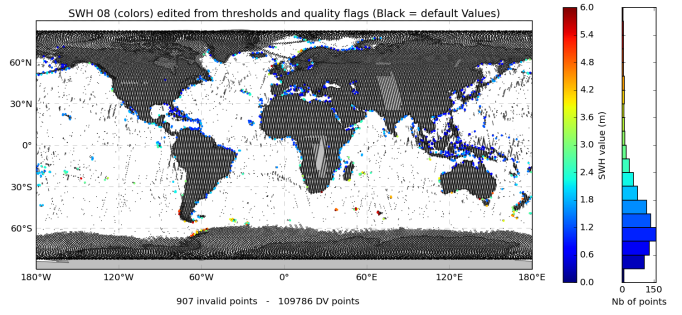 SWH 08 (colors) edited from thresholds and quality flags (Black = default Values)
60°N
30°N
0°
30°S
60°S
180°W 120°W 60°W 0° 60°E 120°E 180°E
907 invalid points - 109786 DV points
6.0
5.4
4.8
4.2
3.6
3.0
2.4
1.8
1.2
0.6
0.0
SWH value (m)
0 150
Nb of points